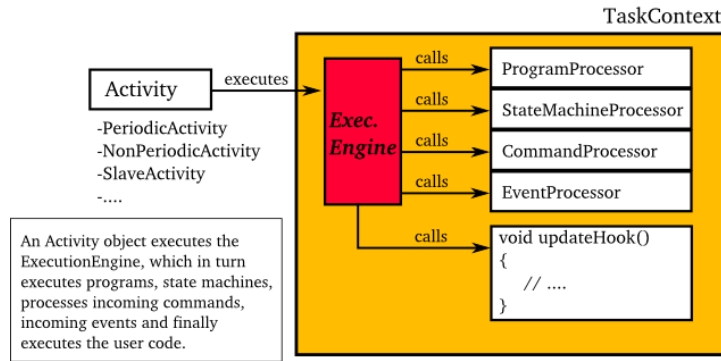 TaskContext
Activity
executes
-PeriodicActivity
-NonPeriodicActivity
-SlaveActivity
-....
Exec.
Engine
calls
ProgramProcessor
calls
StateMachineProcessor
calls
CommandProcessor
calls
EventProcessor
calls
void updateHook()
{
// ....
}
An Activity object executes the
ExecutionEngine, which in turn
executes programs, state machines,
processes incoming commands,
incoming events and finally
executes the user code.